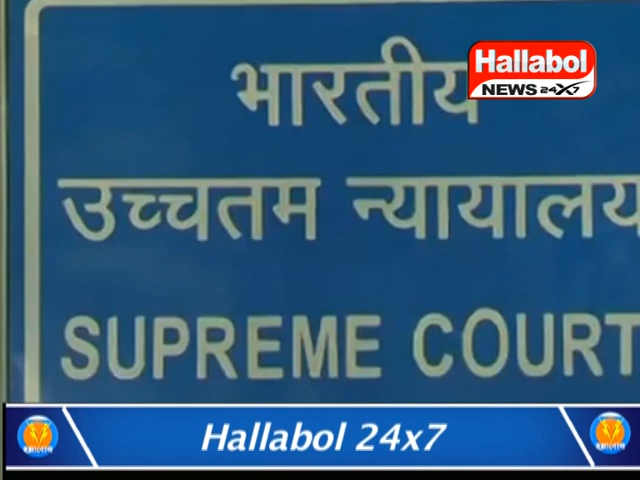 Hallabol
NEWS 24X7
भारतीय
उच्चतम न्यायालय
SUPREME COURT
Hallabol 24x7